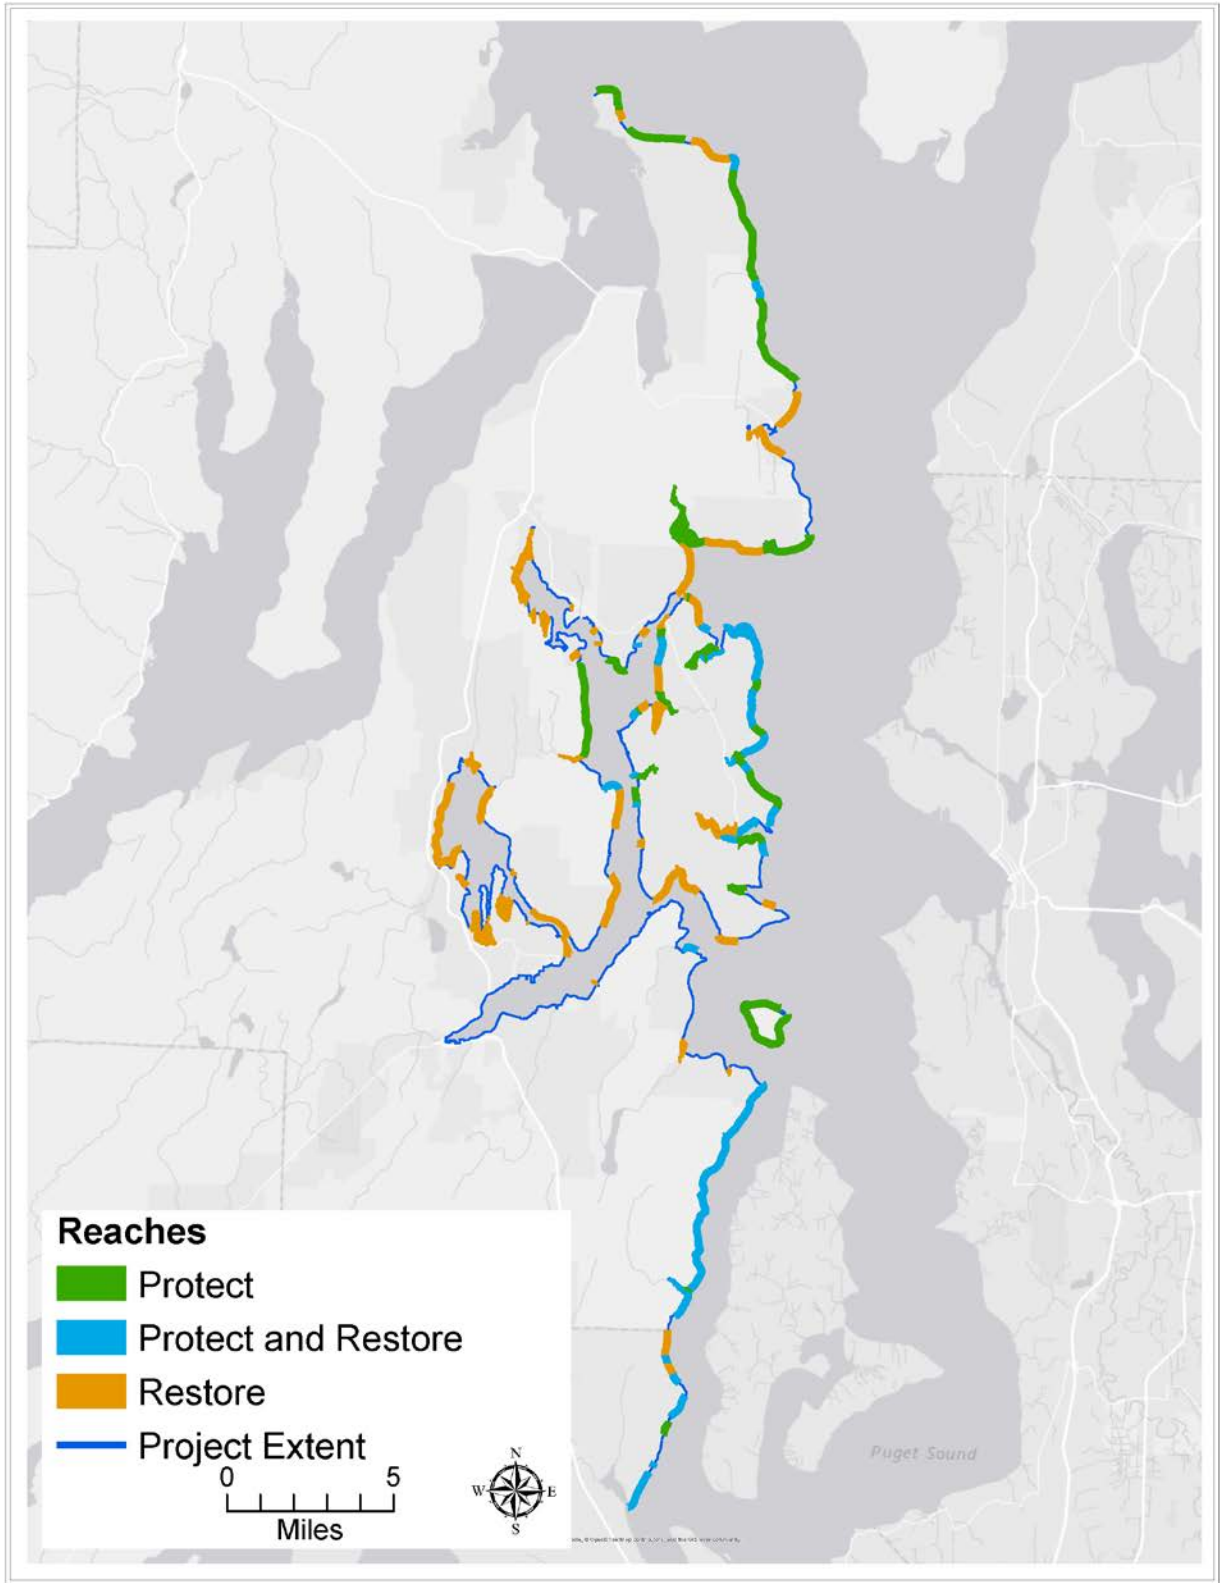 Reaches
Protect
Protect and Restore
Restore
Project Extent
0 5
Miles
N
W E
S
Puget Sound